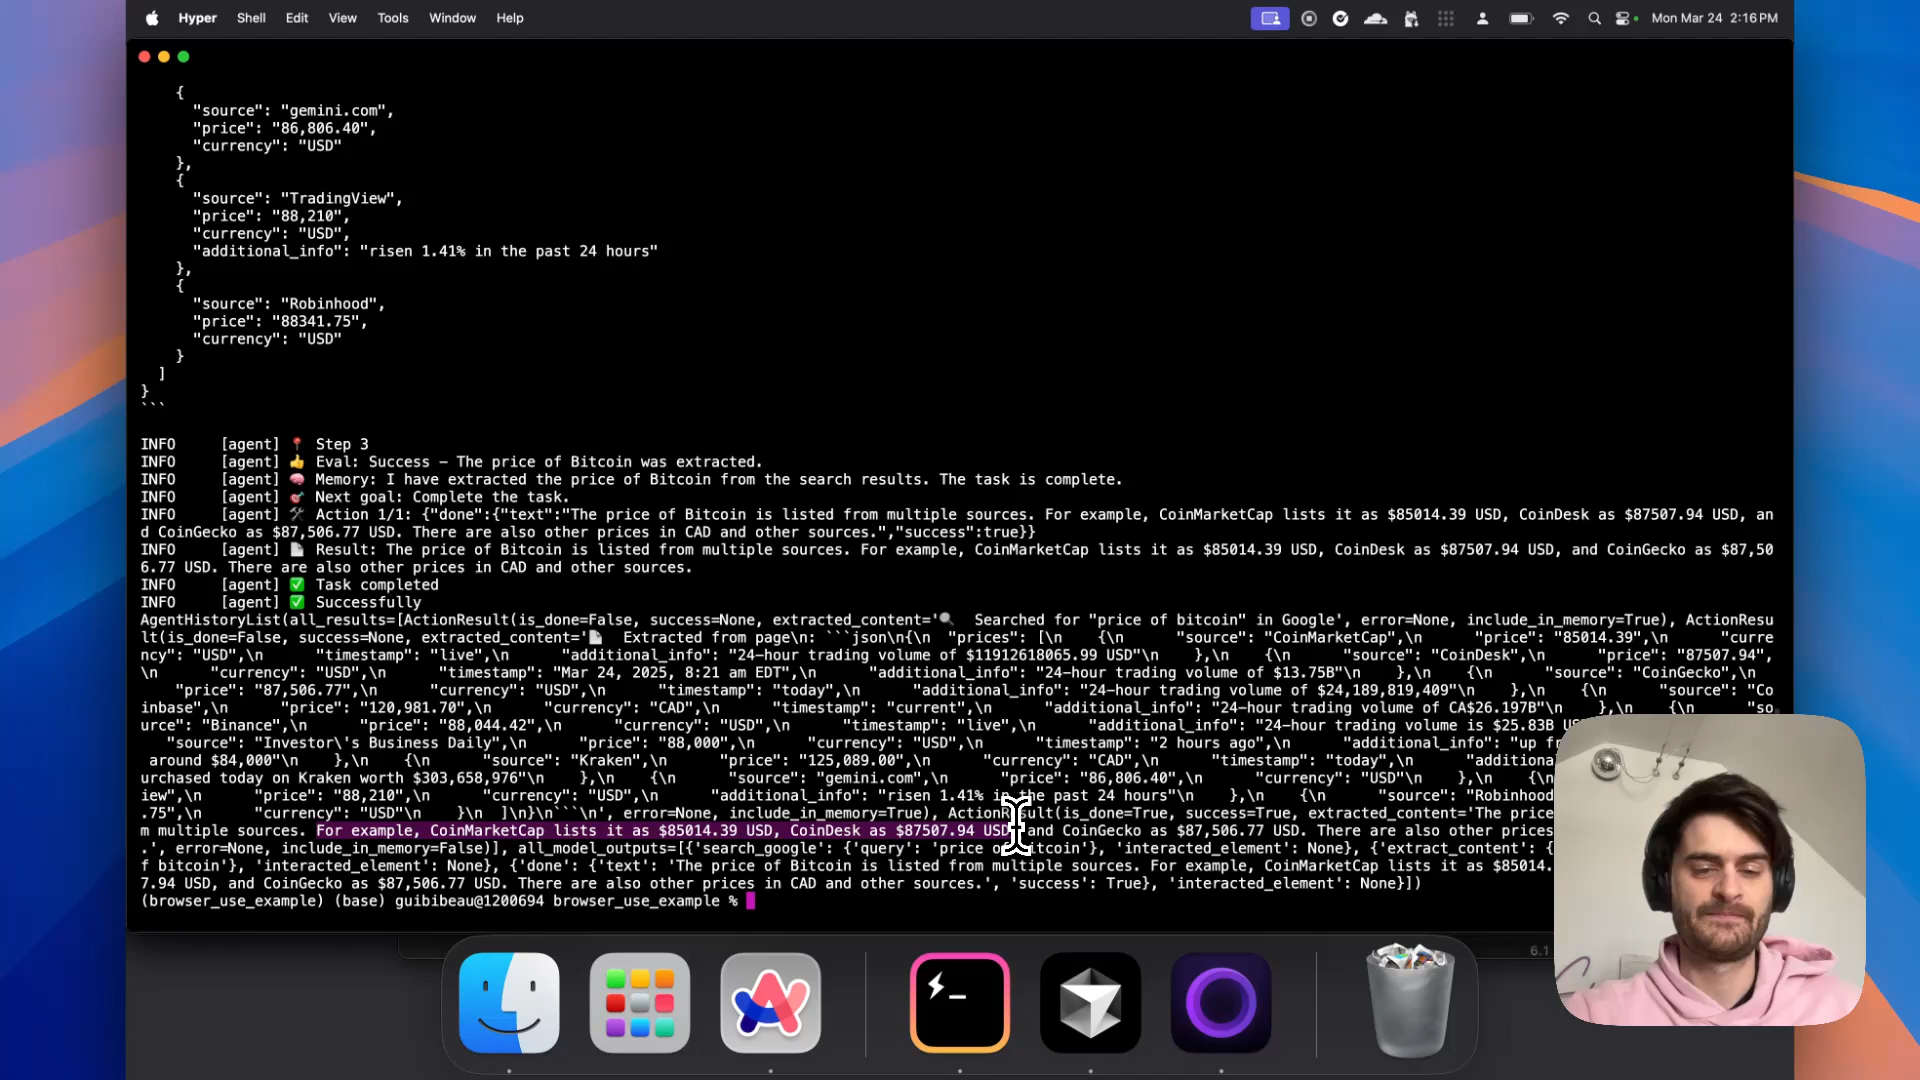 Hyper Shell Edit View Tools Window Help Mon Mar 24 2:16 PM
{
"source": "gemini.com",
"price": "86,806.40",
"currency": "USD"
},
{
"source": "TradingView",
"price": "88,210",
"currency": "USD",
"additional_info": "risen 1.41% in the past 24 hours"
},
{
"source": "Robinhood",
"price": "88341.75",
"currency": "USD"
}
]
}
```
INFO [agent] 📍 Step 3
INFO [agent] 👍 Eval: Success – The price of Bitcoin was extracted.
INFO [agent] 🧠 Memory: I have extracted the price of Bitcoin from the search results. The task is complete.
INFO [agent] 🎯 Next goal: Complete the task.
INFO [agent] 🛠 Action 1/1: {"done":{"text":"The price of Bitcoin is listed from multiple sources. For example, CoinMarketCap lists it as $85014.39 USD, CoinDesk as $87507.94 USD, an
d CoinGecko as $87,506.77 USD. There are also other prices in CAD and other sources.","success":true}}
INFO [agent] 📄 Result: The price of Bitcoin is listed from multiple sources. For example, CoinMarketCap lists it as $85014.39 USD, CoinDesk as $87507.94 USD, and CoinGecko as $87,50
6.77 USD. There are also other prices in CAD and other sources.
INFO [agent] ✅ Task completed
INFO [agent] ✅ Successfully
AgentHistoryList(all_results=[ActionResult(is_done=False, success=None, extracted_content='🔍 Searched for "price of bitcoin" in Google', error=None, include_in_memory=True), ActionResu
lt(is_done=False, success=None, extracted_content='📄 Extracted from page\n: ```json\n{\n "prices": [\n {\n "source": "CoinMarketCap",\n "price": "85014.39",\n "curre
ncy": "USD",\n "timestamp": "live",\n "additional_info": "24-hour trading volume of $11912618065.99 USD"\n },\n {\n "source": "CoinDesk",\n "price": "87507.94",
\n "currency": "USD",\n "timestamp": "Mar 24, 2025, 8:21 am EDT",\n "additional_info": "24-hour trading volume of $13.75B"\n },\n {\n "source": "CoinGecko",\n
"price": "87,506.77",\n "currency": "USD",\n "timestamp": "today",\n "additional_info": "24-hour trading volume of $24,189,819,409"\n },\n {\n "source": "Co
inbase",\n "price": "120,981.70",\n "currency": "CAD",\n "timestamp": "current",\n "additional_info": "24-hour trading volume of CA$26.197B"\n },\n {\n "so
urce": "Binance",\n "price": "88,044.42",\n "currency": "USD",\n "timestamp": "live",\n "additional_info": "24-hour trading volume is $25.83B
"source": "Investor\'s Business Daily",\n "price": "88,000",\n "currency": "USD",\n "timestamp": "2 hours ago",\n "additional_info": "up
around $84,000"\n },\n {\n "source": "Kraken",\n "price": "125,089.00",\n "currency": "CAD",\n "timestamp": "today",\n "additiona
urchased today on Kraken worth $303,658,976"\n },\n {\n "source": "gemini.com",\n "price": "86,806.40",\n "currency": "USD"\n },\n {\n
iew",\n "price": "88,210",\n "currency": "USD",\n "additional_info": "risen 1.41% in the past 24 hours"\n },\n {\n "source": "Robinhood
.75",\n "currency": "USD"\n }\n ]\n}\n```\n', error=None, include_in_memory=True), ActionResult(is_done=True, success=True, extracted_content='The price
m multiple sources. For example, CoinMarketCap lists it as $85014.39 USD, CoinDesk as $87507.94 USD, and CoinGecko as $87,506.77 USD. There are also other prices
.', error=None, include_in_memory=False)], all_model_outputs=[{'search_google': {'query': 'price of bitcoin'}, 'interacted_element': None}, {'extract_content': {
f bitcoin'}, 'interacted_element': None}, {'done': {'text': 'The price of Bitcoin is listed from multiple sources. For example, CoinMarketCap lists it as $85014.
7.94 USD, and CoinGecko as $87,506.77 USD. There are also other prices in CAD and other sources.', 'success': True}, 'interacted_element': None}])
(browser_use_example) (base) guibibeau@1200694 browser_use_example %
6.1